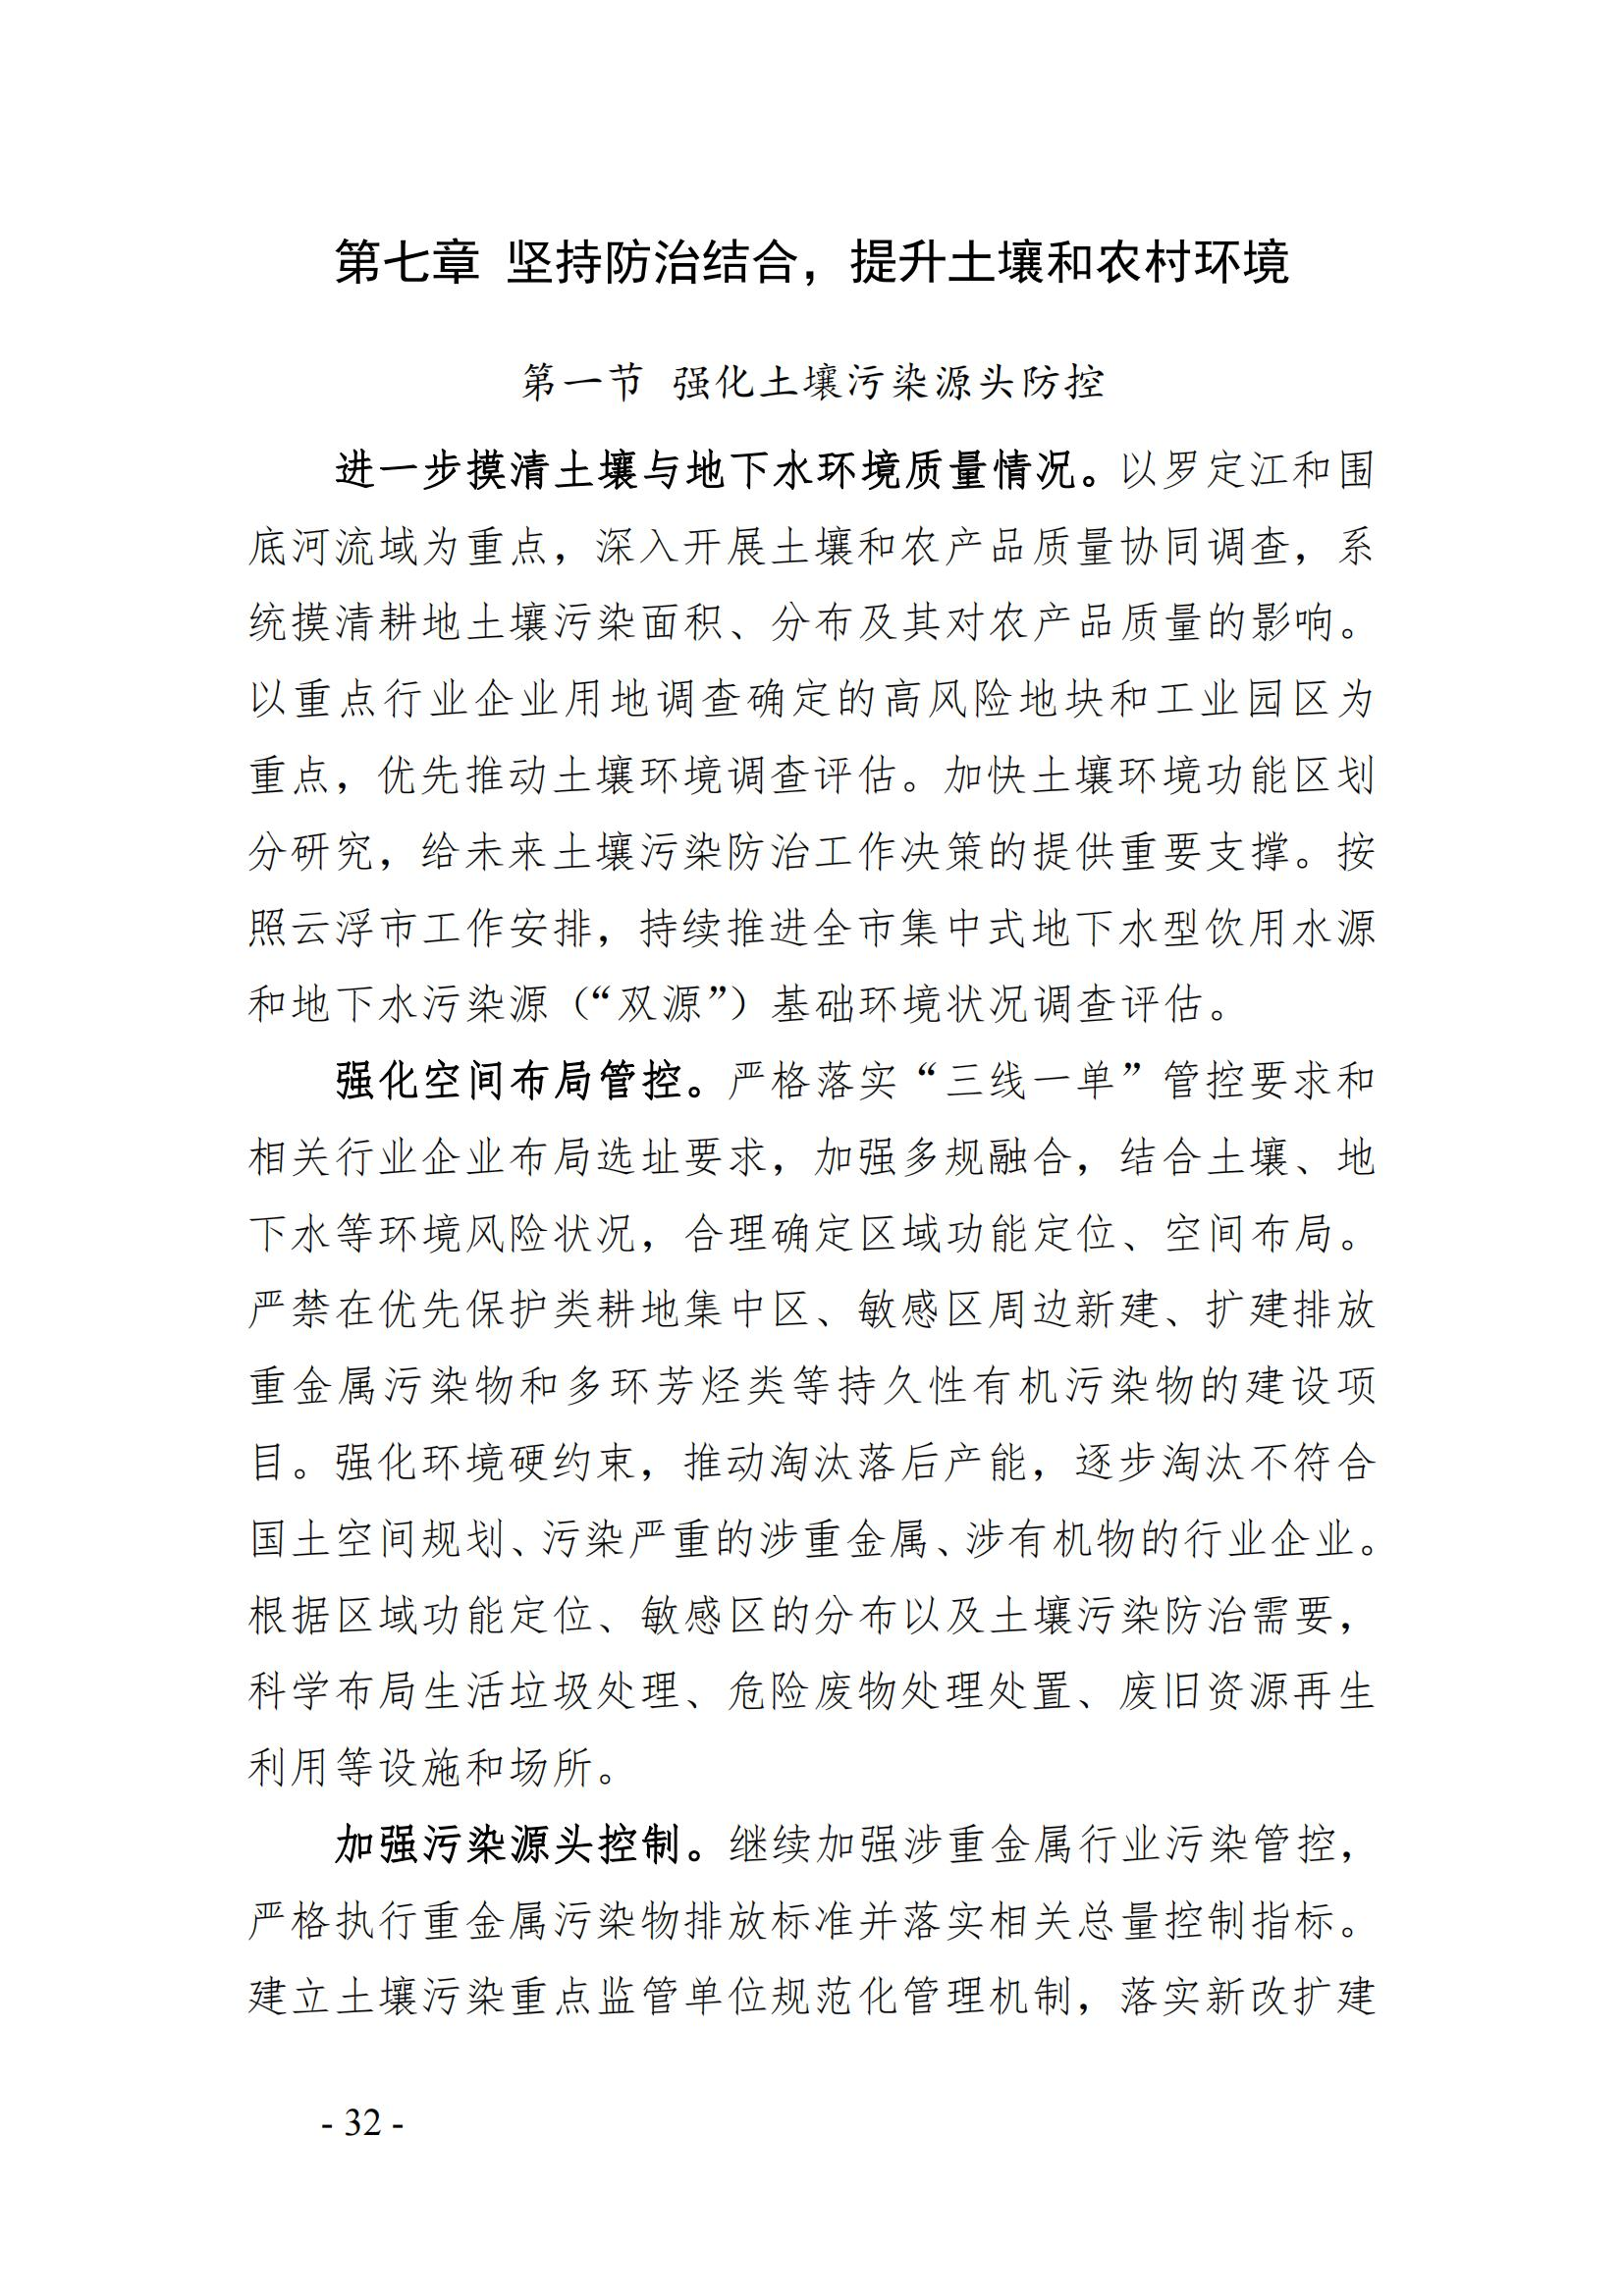 第七章 坚持防治结合，提升土壤和农村环境
第一节 强化土壤污染源头防控
进一步摸清土壤与地下水环境质量情况。以罗定江和围
底河流域为重点，深入开展土壤和农产品质量协同调查，系
统摸清耕地土壤污染面积、分布及其对农产品质量的影响。
以重点行业企业用地调查确定的高风险地块和工业园区为
重点，优先推动土壤环境调查评估。加快土壤环境功能区划
分研究，给未来土壤污染防治工作决策的提供重要支撑。按
照云浮市工作安排，持续推进全市集中式地下水型饮用水源
和地下水污染源（“双源”）基础环境状况调查评估。
强化空间布局管控。严格落实“三线一单”管控要求和
相关行业企业布局选址要求，加强多规融合，结合土壤、地
下水等环境风险状况，合理确定区域功能定位、空间布局。
严禁在优先保护类耕地集中区、敏感区周边新建、扩建排放
重金属污染物和多环芳烃类等持久性有机污染物的建设项
目。强化环境硬约束，推动淘汰落后产能，逐步淘汰不符合
国土空间规划、污染严重的涉重金属、涉有机物的行业企业。
根据区域功能定位、敏感区的分布以及土壤污染防治需要，
科学布局生活垃圾处理、危险废物处理处置、废旧资源再生
利用等设施和场所。
加强污染源头控制。继续加强涉重金属行业污染管控，
严格执行重金属污染物排放标准并落实相关总量控制指标。
建立土壤污染重点监管单位规范化管理机制，落实新改扩建
- 32 -